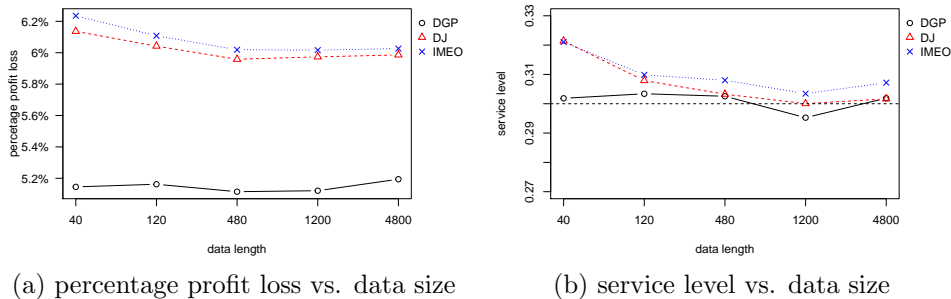 percetage profit loss
6.2%
6%
5.8%
5.6%
5.4%
5.2%
40 120 480 1200 4800
data length
DGP
DJ
IMEO
(a) percentage profit loss vs. data size
service level
0.33
0.31
0.29
0.27
40 120 480 1200 4800
data length
DGP
DJ
IMEO
(b) service level vs. data size